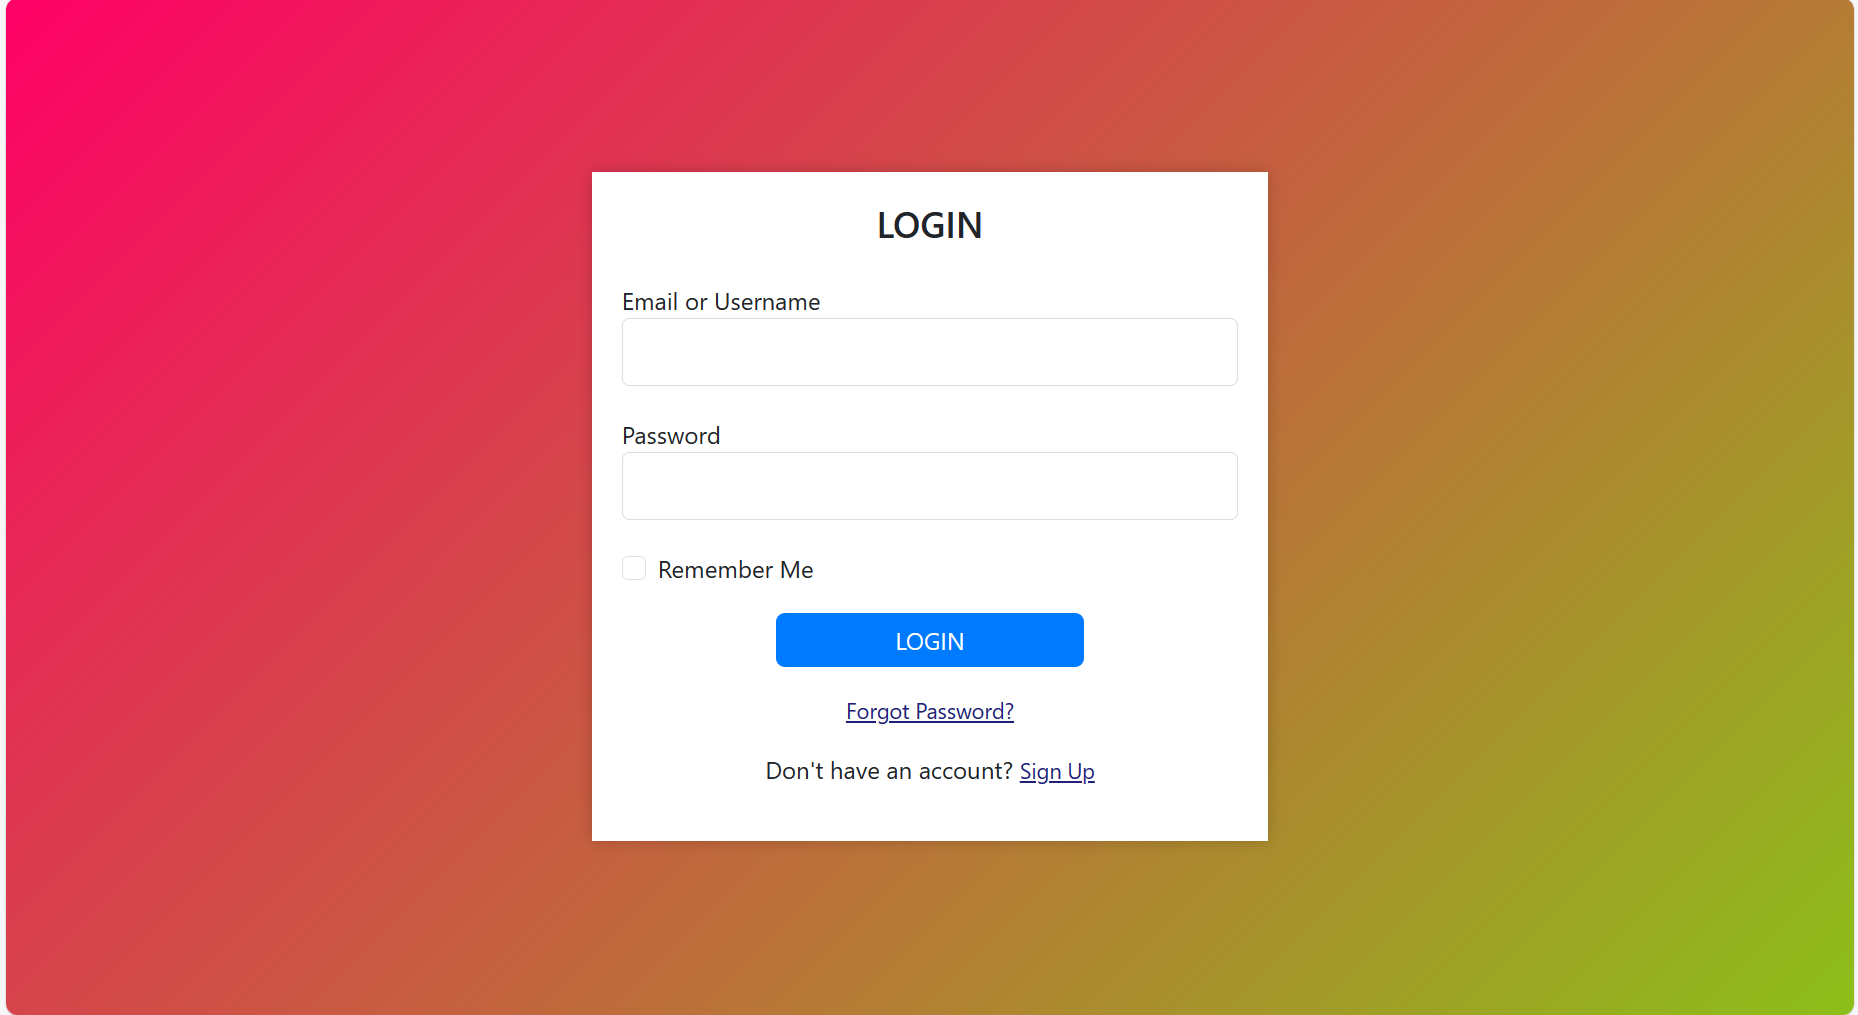 LOGIN
Email or Username
Password
Remember Me
LOGIN
Forgot Password?
Don't have an account? Sign Up